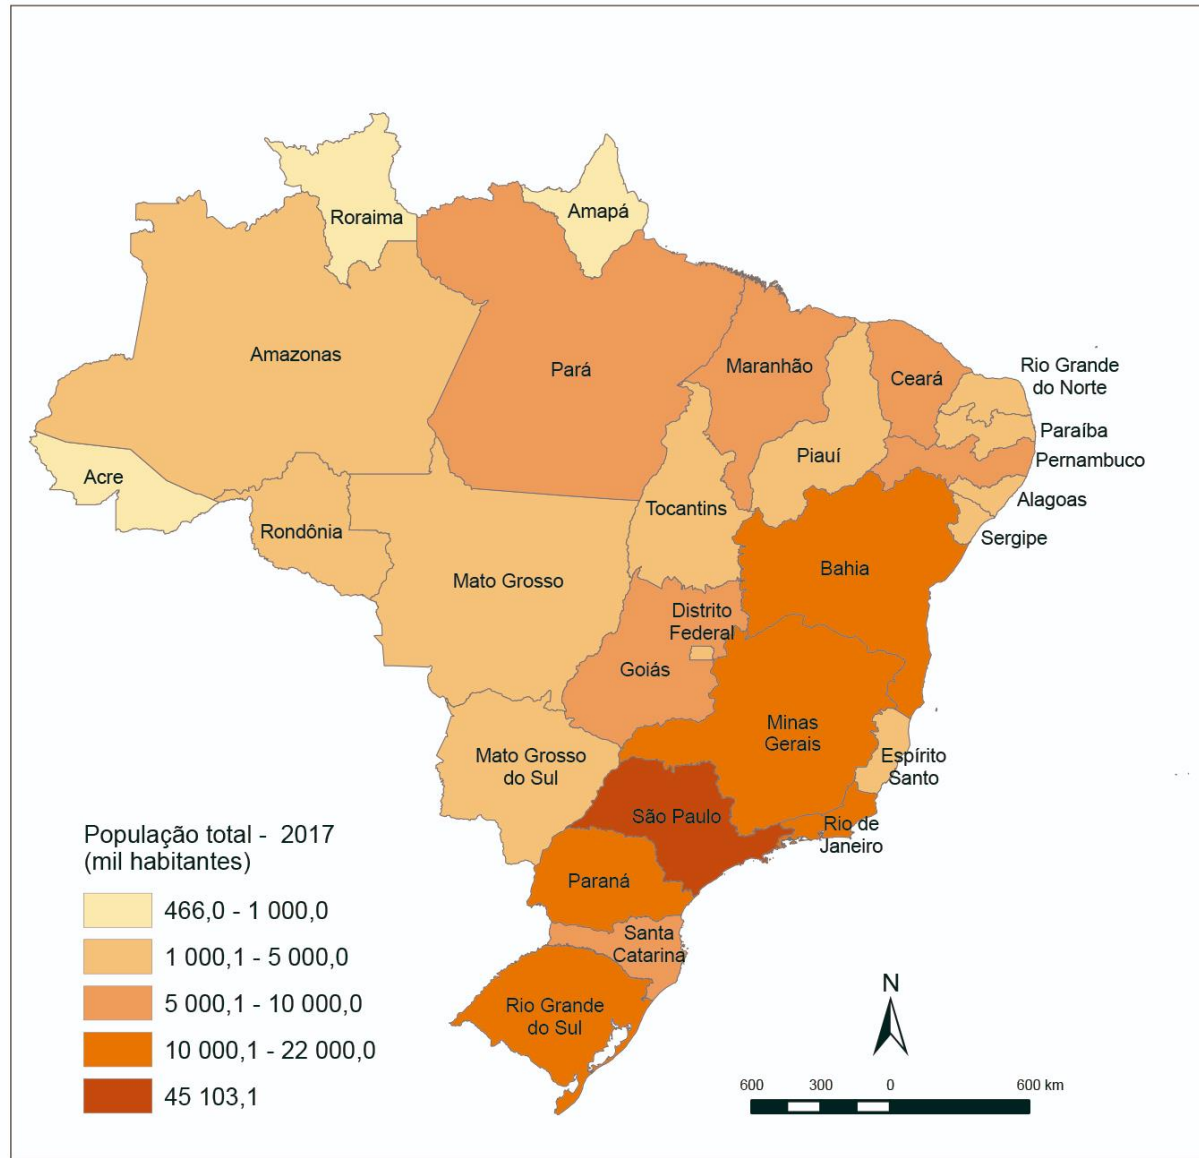 Roraima
Amapá
Amazonas
Pará
Maranhão
Ceará
Rio Grande
do Norte
Paraíba
Piauí
Pernambuco
Acre
Alagoas
Tocantins
Rondônia
Sergipe
Mato Grosso
Bahia
Distrito
Federal
Goiás
Minas
Gerais
Mato Grosso
do Sul
Espírito
Santo
São Paulo
Rio de
Janeiro
Paraná
Santa
Catarina
Rio Grande
do Sul
População total - 2017
(mil habitantes)
466,0 - 1 000,0
1 000,1 - 5 000,0
5 000,1 - 10 000,0
10 000,1 - 22 000,0
45 103,1
N
600 300 0 600 km